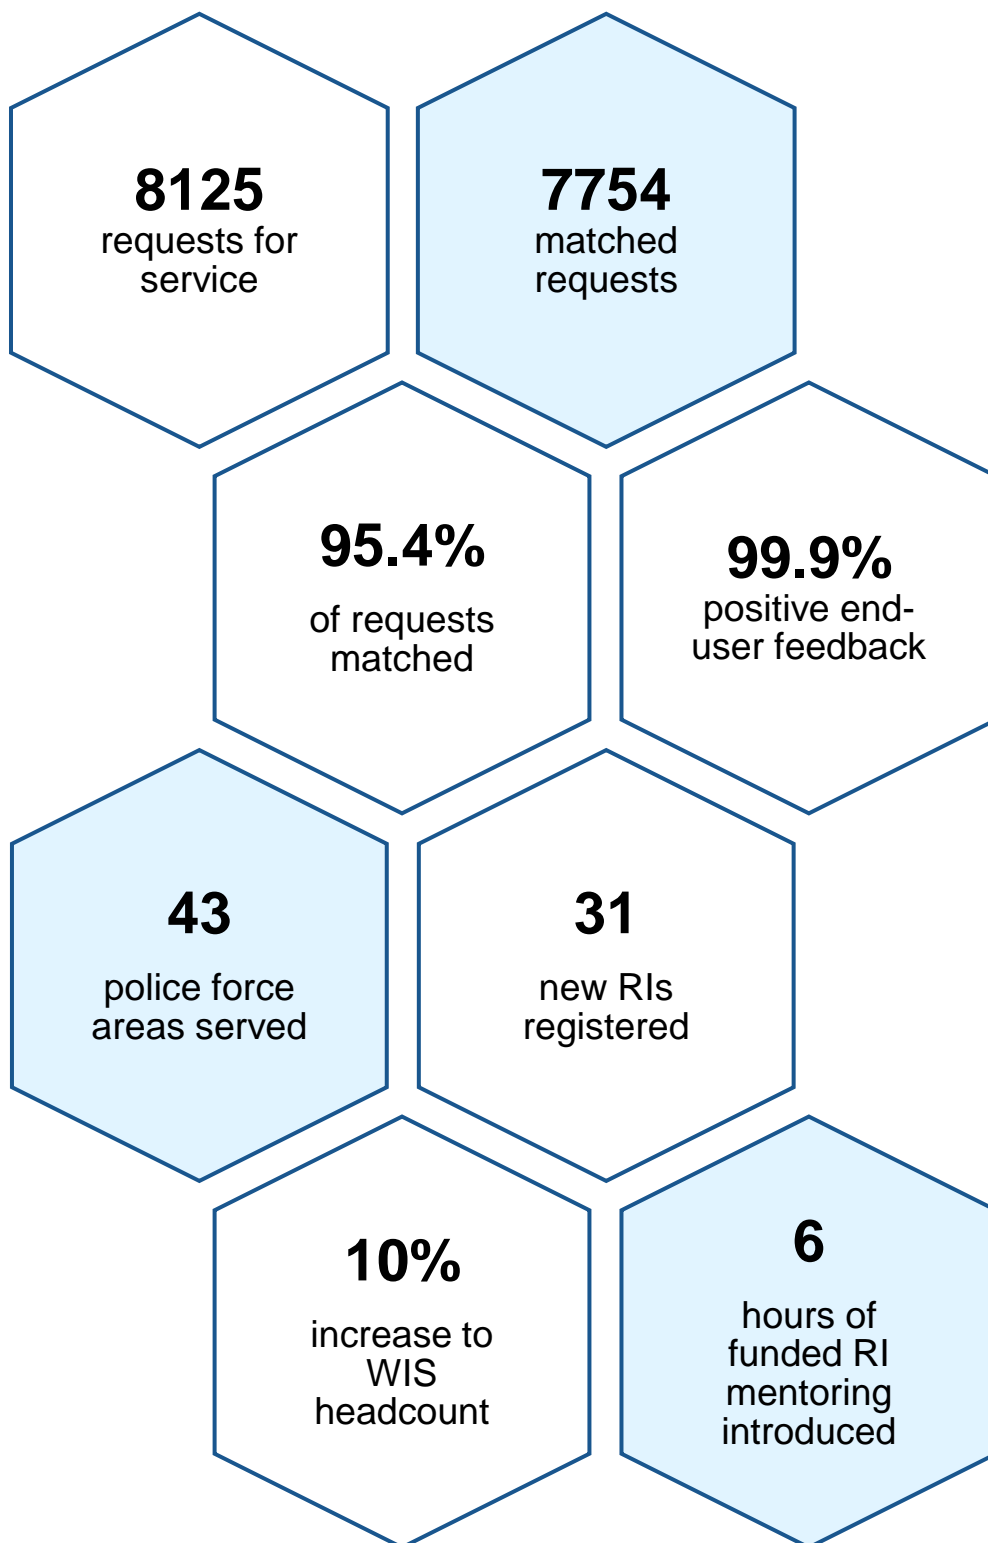 8125
requests for
service
7754
matched
requests
95.4%
of requests
matched
99.9%
positive end-
user feedback
43
police force
areas served
31
new RIs
registered
10%
increase to
WIS
headcount
6
hours of
funded RI
mentoring
introduced